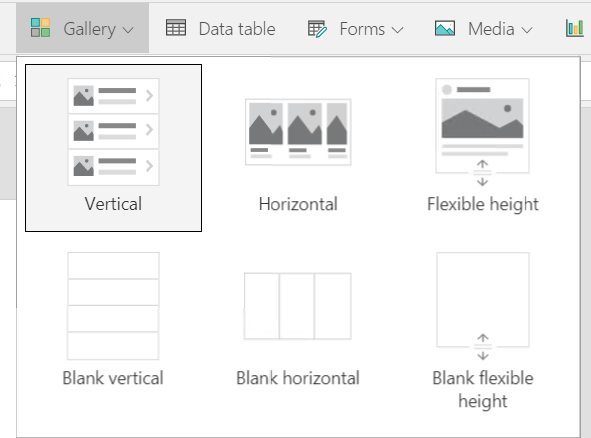 Gallery Data table Forms Media
Vertical Horizontal Flexible height
Blank vertical Blank horizontal Blank flexible
height